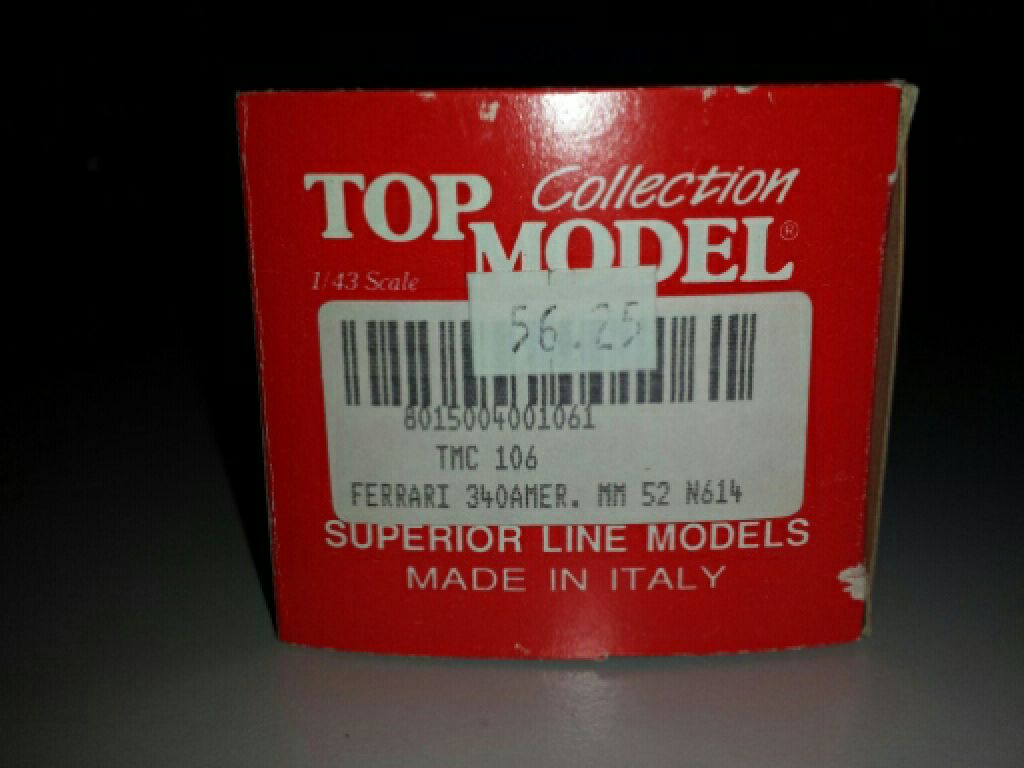 Collection
TOP MODEL®
1/43 Scale
56.25
8015004001061
TMC 106
FERRARI 340AMER. MM 52 N614
SUPERIOR LINE MODELS
MADE IN ITALY